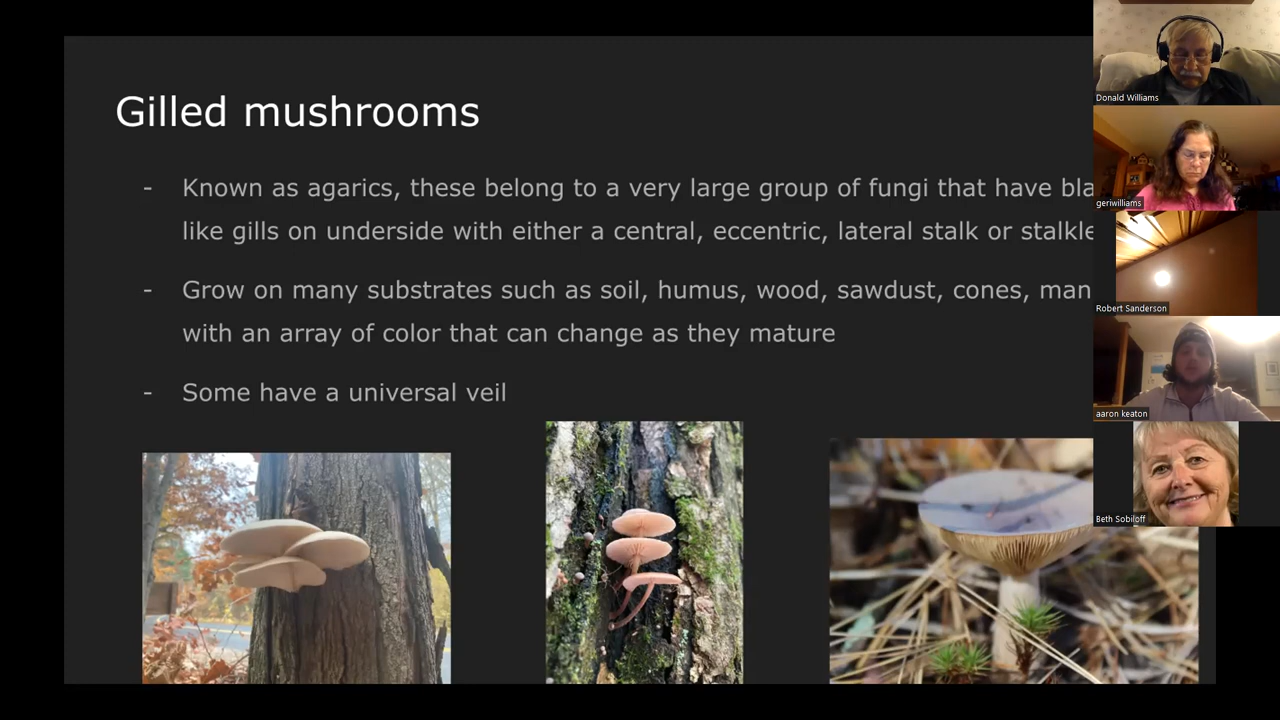 Gilled mushrooms
- Known as agarics, these belong to a very large group of fungi that have bla
like gills on underside with either a central, eccentric, lateral stalk or stalkle
- Grow on many substrates such as soil, humus, wood, sawdust, cones, man
with an array of color that can change as they mature
- Some have a universal veil
Donald Williams
geriwilliams
Robert Sanderson
aaron keaton
Beth Sobiloff